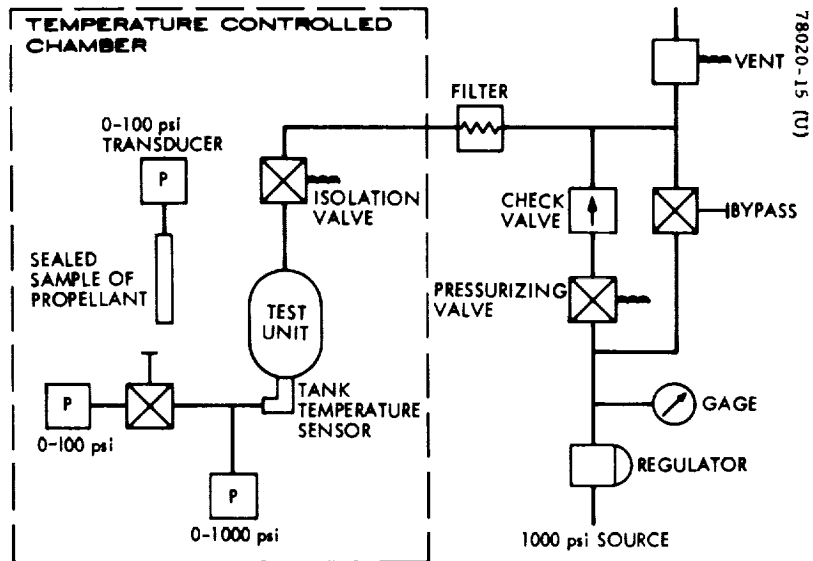 TEMPERATURE CONTROLLED
CHAMBER
0-100 psi
TRANSDUCER
P
SEALED
SAMPLE OF
PROPELLANT
P
0-100 psi
P
0-1000 psi
ISOLATION
VALVE
TEST
UNIT
TANK
TEMPERATURE
SENSOR
FILTER
VENT
CHECK
VALVE
BYPASS
PRESSURIZING
VALVE
GAGE
REGULATOR
1000 psi SOURCE
78020-15 (U)